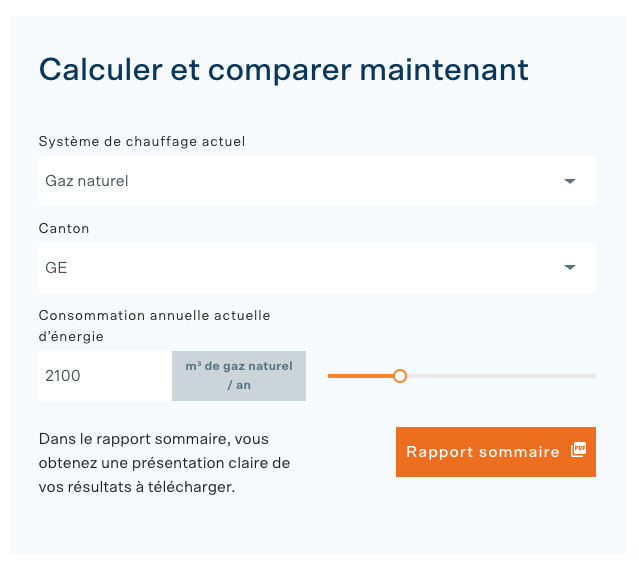 Calculer et comparer maintenant
Système de chauffage actuel
Gaz naturel
Canton
GE
Consommation annuelle actuelle
d’énergie
2100
m³ de gaz naturel
/ an
Dans le rapport sommaire, vous
obtenez une présentation claire de
vos résultats à télécharger.
Rapport sommaire
PDF